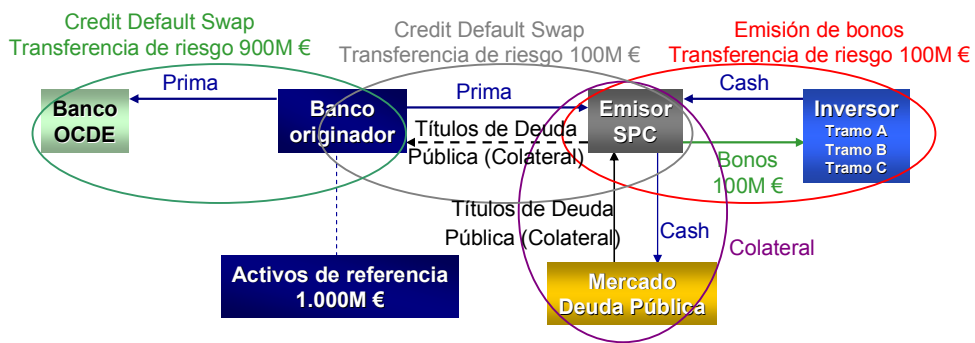 Credit Default Swap
Transferencia de riesgo 900M €
Credit Default Swap
Transferencia de riesgo 100M €
Emisión de bonos
Transferencia de riesgo 100M €
Prima
Prima
Cash
Banco
OCDE
Banco
originador
Títulos de Deuda
Pública (Colateral)
Emisor
SPC
Inversor
Tramo A
Tramo B
Tramo C
Bonos
100M €
Títulos de Deuda
Pública (Colateral)
Cash
Colateral
Activos de referencia
1.000M €
Mercado
Deuda Pública